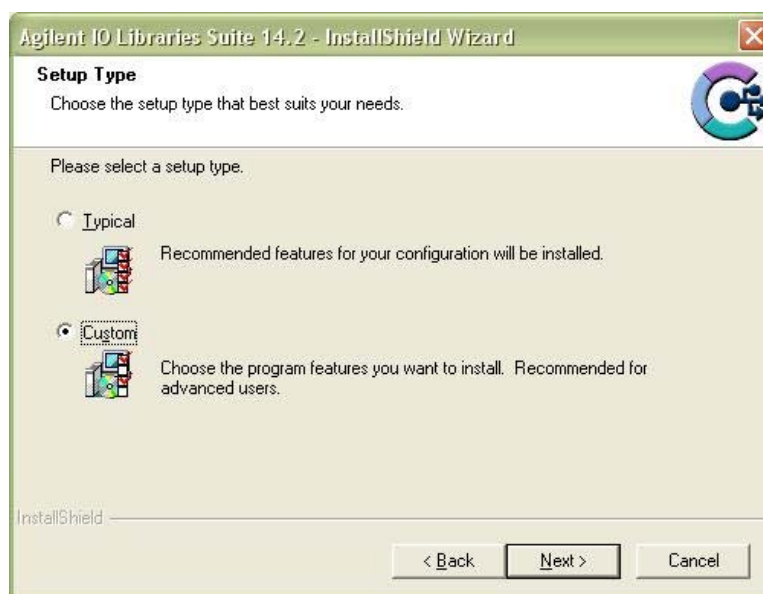 Agilent IO Libraries Suite 14.2 - InstallShield Wizard
Setup Type
Choose the setup type that best suits your needs.
Please select a setup type.
Typical
Recommended features for your configuration will be installed.
Custom
Choose the program features you want to install. Recommended for
advanced users.
InstallShield
< Back
Next >
Cancel